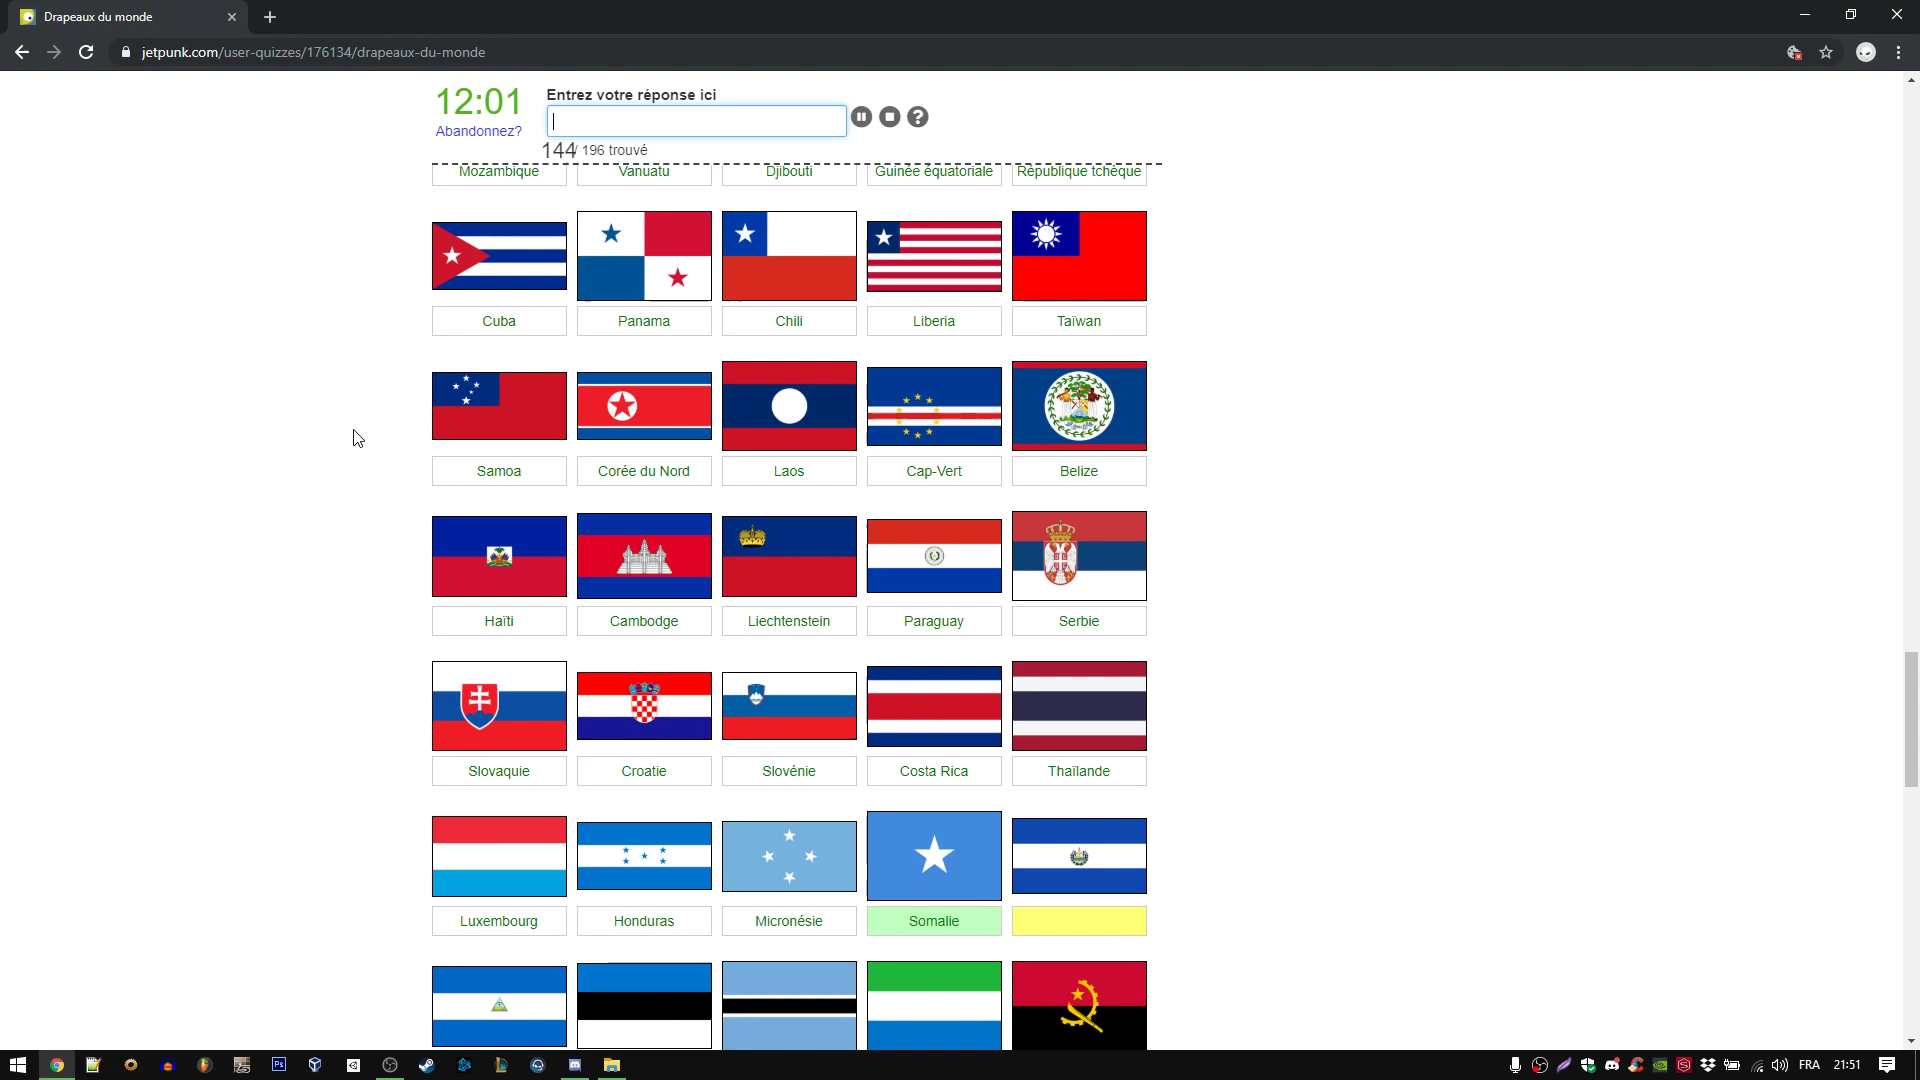 Drapeaux du monde
jetpunk.com/user-quizzes/176134/drapeaux-du-monde
12:01
Abandonnez?
Entrez votre réponse ici
144/ 196 trouvé
Mozambique Vanuatu Djibouti Guinée équatoriale République tchèque
Cuba Panama Chili Liberia Taïwan
Samoa Corée du Nord Laos Cap-Vert Belize
Haïti Cambodge Liechtenstein Paraguay Serbie
Slovaquie Croatie Slovénie Costa Rica Thaïlande
Luxembourg Honduras Micronésie Somalie
Ps
FRA 21:51